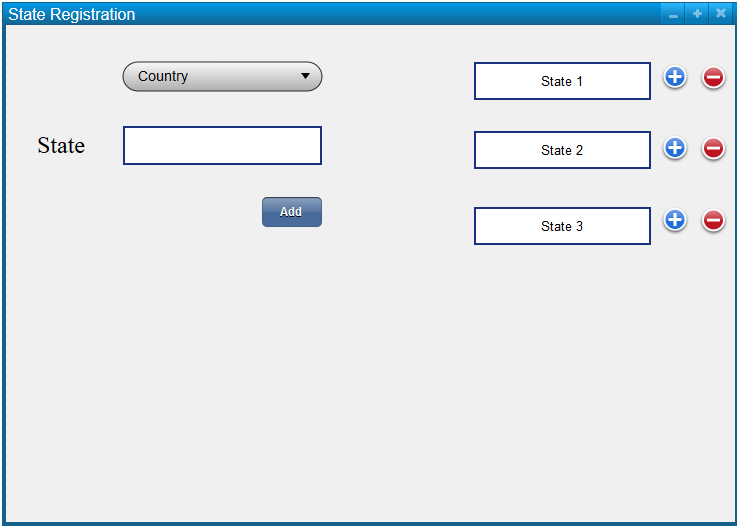 State Registration
Country
State
Add
State 1
State 2
State 3